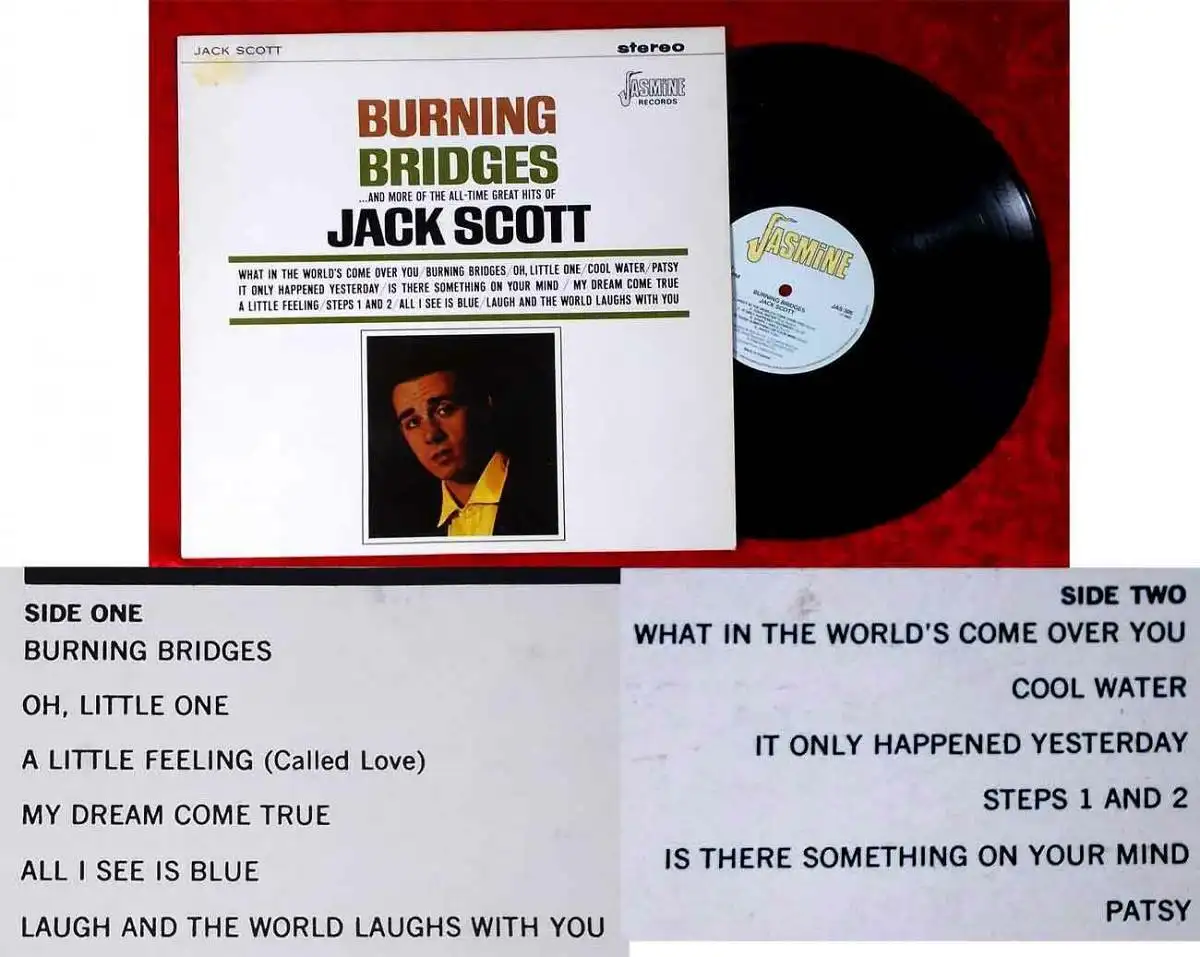 JACK SCOTT
stereo
JASMINE
RECORDS
BURNING
BRIDGES
...AND MORE OF THE ALL-TIME GREAT HITS OF
JACK SCOTT
WHAT IN THE WORLD'S COME OVER YOU/BURNING BRIDGES/OH, LITTLE ONE/COOL WATER/PATSY
IT ONLY HAPPENED YESTERDAY/IS THERE SOMETHING ON YOUR MIND/MY DREAM COME TRUE
A LITTLE FEELING/STEPS 1 AND 2/ALL I SEE IS BLUE/LAUGH AND THE WORLD LAUGHS WITH YOU
JASMINE
BURNING BRIDGES
JACK SCOTT
SIDE ONE
BURNING BRIDGES
OH, LITTLE ONE
A LITTLE FEELING (Called Love)
MY DREAM COME TRUE
ALL I SEE IS BLUE
LAUGH AND THE WORLD LAUGHS WITH YOU
SIDE TWO
WHAT IN THE WORLD'S COME OVER YOU
COOL WATER
IT ONLY HAPPENED YESTERDAY
STEPS 1 AND 2
IS THERE SOMETHING ON YOUR MIND
PATSY